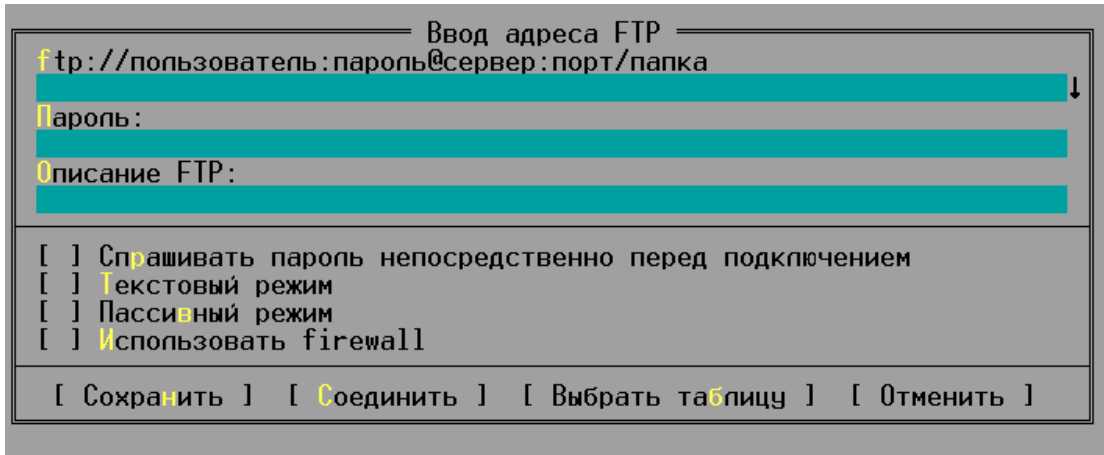 Ввод адреса FTP
ftp://пользователь:пароль@сервер:порт/папка
↓
Пароль:
Описание FTP:
[ ] Спрашивать пароль непосредственно перед подключением
[ ] Текстовый режим
[ ] Пассивный режим
[ ] Использовать firewall
[ Сохранить ] [ Соединить ] [ Выбрать таблицу ] [ Отменить ]